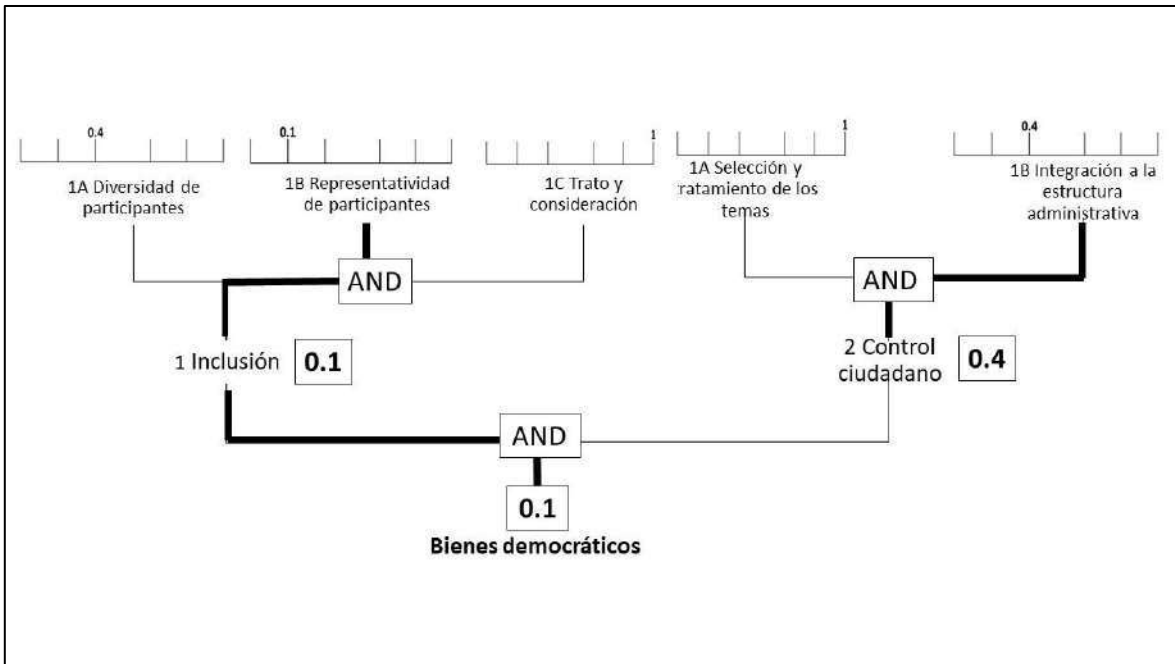 0.4
0.1
1
1
0.4
1A Diversidad de
participantes
1B Representatividad
de participantes
1C Trato y
consideración
1A Selección y
tratamiento de los
temas
1B Integración a la
estructura
administrativa
AND
AND
1 Inclusión
0.1
2 Control
ciudadano
0.4
AND
0.1
Bienes democráticos